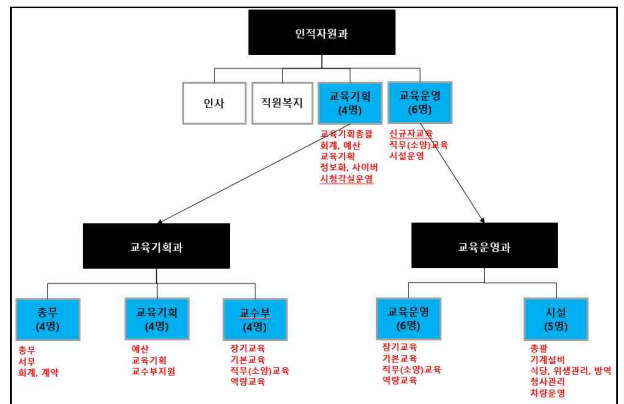 인적자원과
인사
직원복지
교육기획
(4명)
교육운영
(6명)
교육기획총괄
회계, 예산
교육기획
정보화, 사이버
시청각실운영
신규자교육
직무(소양)교육
시설운영
교육기획과
교육운영과
총무
(4명)
교육기획
(4명)
교수부
(4명)
교육운영
(6명)
시설
(5명)
총무
서무
회계, 계약
예산
교육기획
교수부지원
장기교육
기본교육
직무(소양)교육
역량교육
장기교육
기본교육
직무(소양)교육
역량교육
총괄
기계설비
식당, 위생관리, 방역
청사관리
차량운영